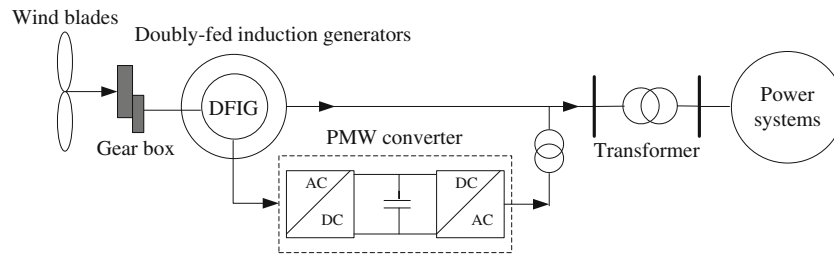 Wind blades
Doubly-fed induction generators
DFIG
Gear box
PMW converter
AC
DC
DC
AC
Transformer
Power
systems